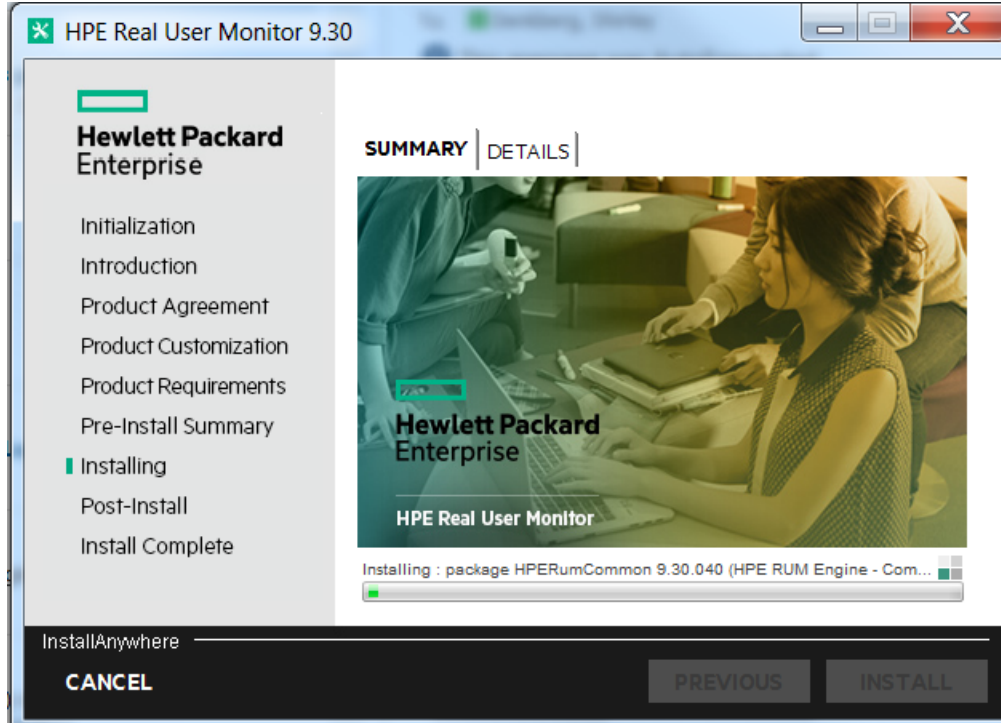 HPE Real User Monitor 9.30
Hewlett Packard
Enterprise
Initialization
Introduction
Product Agreement
Product Customization
Product Requirements
Pre-Install Summary
Installing
Post-Install
Install Complete
SUMMARY DETAILS
Hewlett Packard
Enterprise
HPE Real User Monitor
Installing : package HPERumCommon 9.30.040 (HPE RUM Engine - Com...
InstallAnywhere
CANCEL PREVIOUS INSTALL